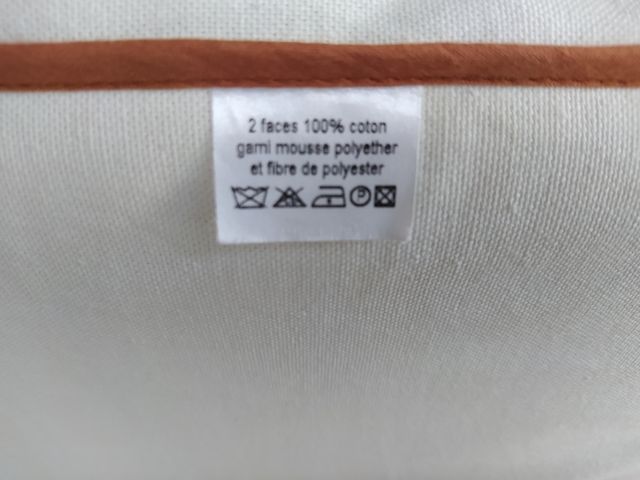 2 faces 100% coton
garni mousse polyether
et fibre de polyester